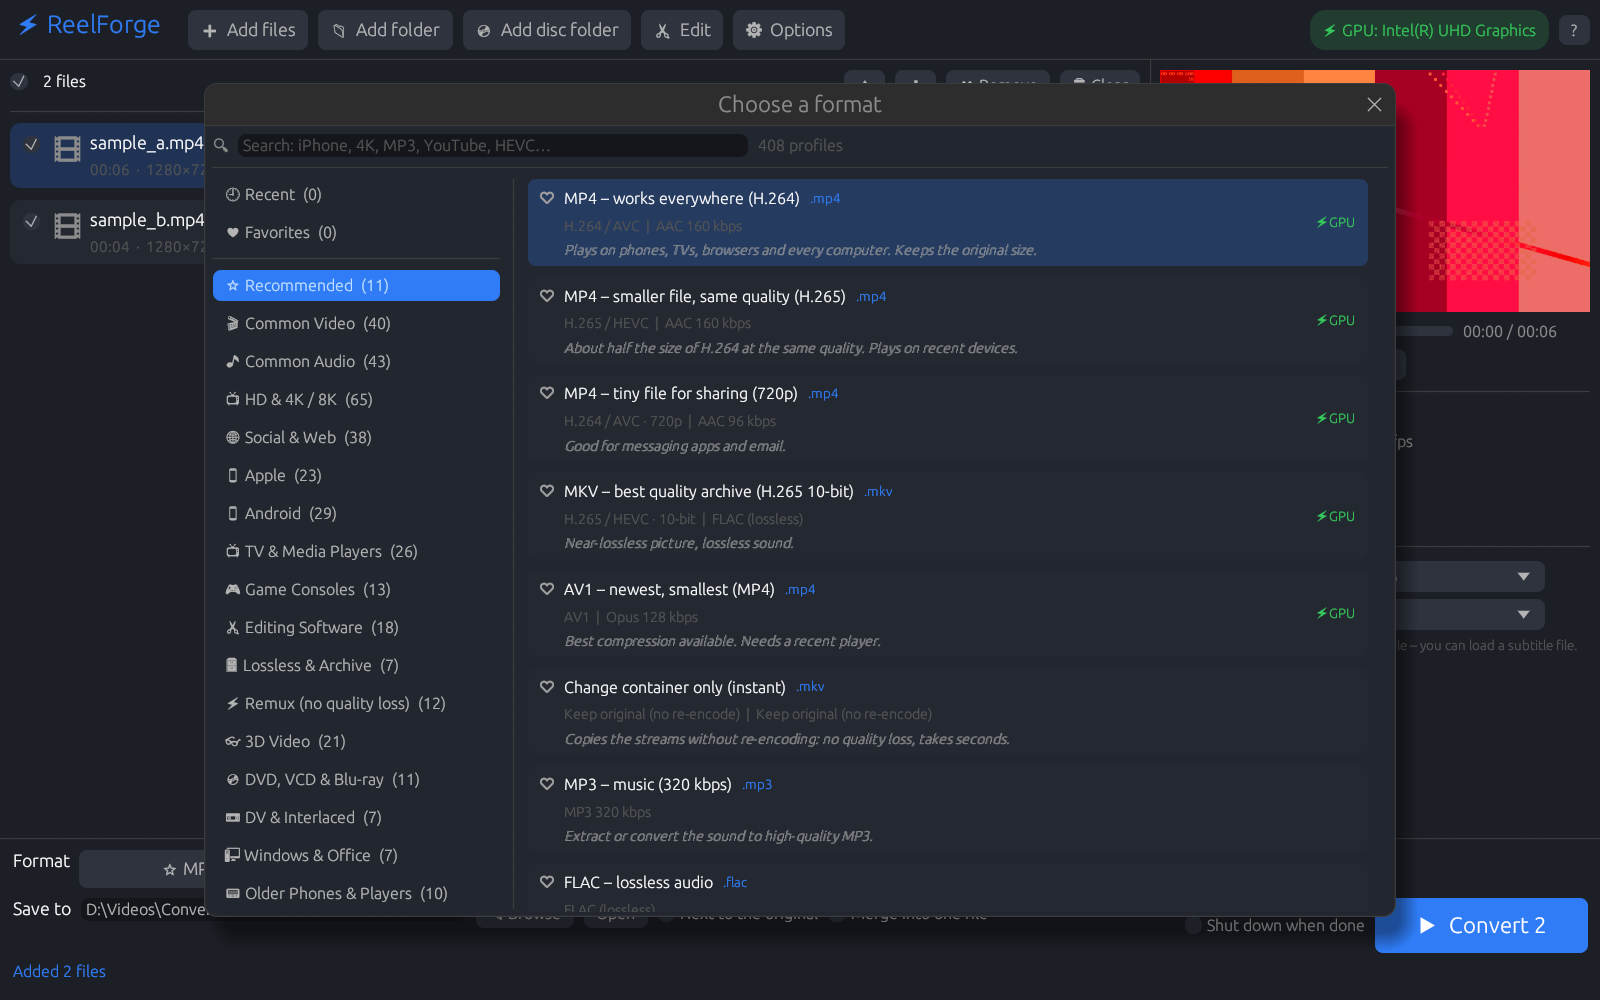 ReelForge
Add files
Add folder
Add disc folder
Edit
Options
GPU: Intel(R) UHD Graphics
?
2 files
Choose a format
Search: iPhone, 4K, MP3, YouTube, HEVC...
408 profiles
sample_a.mp4
00:06 · 1280×72
sample_b.mp4
00:04 · 1280×72
Recent (0)
Favorites (0)
Recommended (11)
Common Video (40)
Common Audio (43)
HD & 4K / 8K (65)
Social & Web (38)
Apple (23)
Android (29)
TV & Media Players (26)
Game Consoles (13)
Editing Software (18)
Lossless & Archive (7)
Remux (no quality loss) (12)
3D Video (21)
DVD, VCD & Blu-ray (11)
DV & Interlaced (7)
Windows & Office (7)
Older Phones & Players (10)
MP4 – works everywhere (H.264) .mp4
H.264 / AVC | AAC 160 kbps
GPU
Plays on phones, TVs, browsers and every computer. Keeps the original size.
MP4 – smaller file, same quality (H.265) .mp4
H.265 / HEVC | AAC 160 kbps
GPU
About half the size of H.264 at the same quality. Plays on recent devices.
MP4 – tiny file for sharing (720p) .mp4
H.264 / AVC · 720p | AAC 96 kbps
GPU
Good for messaging apps and email.
MKV – best quality archive (H.265 10-bit) .mkv
H.265 / HEVC · 10-bit | FLAC (lossless)
GPU
Near-lossless picture, lossless sound.
AV1 – newest, smallest (MP4) .mp4
AV1 | Opus 128 kbps
GPU
Best compression available. Needs a recent player.
Change container only (instant) .mkv
Keep original (no re-encode) | Keep original (no re-encode)
Copies the streams without re-encoding: no quality loss, takes seconds.
MP3 – music (320 kbps) .mp3
MP3 320 kbps
Extract or convert the sound to high-quality MP3.
FLAC – lossless audio .flac
FLAC (lossless)
00:00 / 00:06
le – you can load a subtitle file.
Format
Save to
D:\Videos\Conver
Shut down when done
Convert 2
Added 2 files